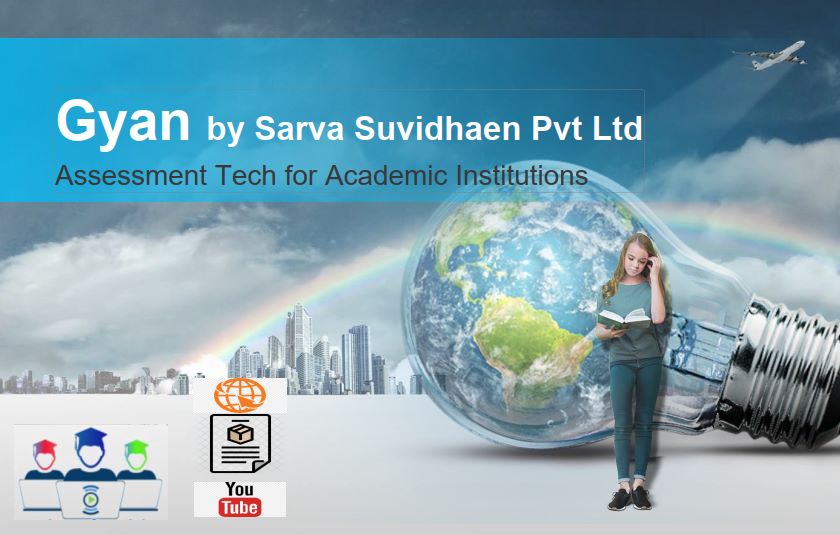 Gyan by Sarva Suvidhaen Pvt Ltd
Assessment Tech for Academic Institutions
You
Tube